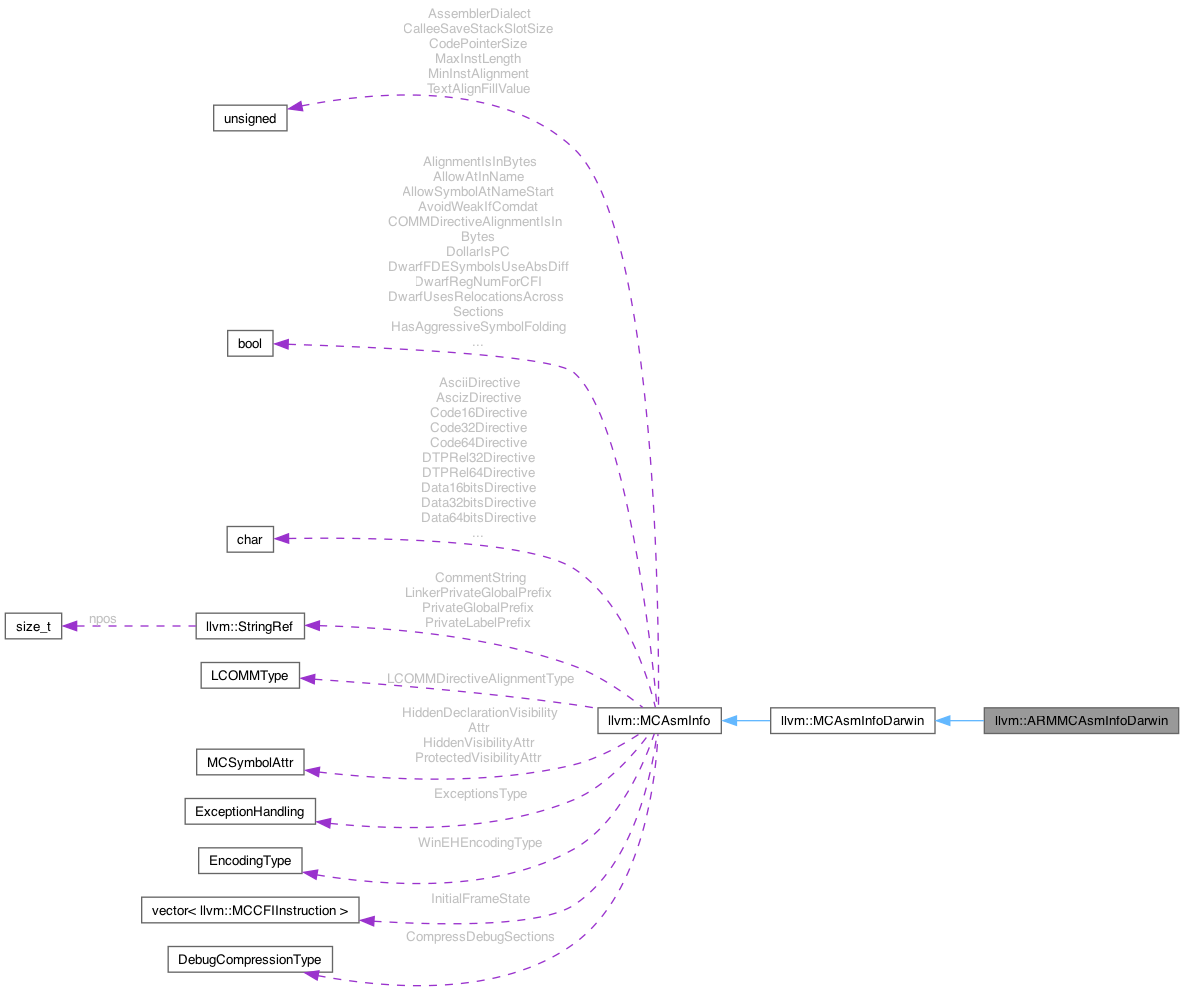 AssemblerDialect
CalleeSaveStackSlotSize
CodePointerSize
MaxInstLength
MinInstAlignment
TextAlignFillValue
unsigned
AlignmentIsInBytes
AllowAtInName
AllowSymbolAtNameStart
AvoidWeakIfComdat
COMMDirectiveAlignmentIsIn
Bytes
DollarIsPC
DwarfFDESymbolsUseAbsDiff
DwarfRegNumForCFI
DwarfUsesRelocationsAcross
Sections
HasAggressiveSymbolFolding
...
bool
AsciiDirective
AscizDirective
Code16Directive
Code32Directive
Code64Directive
DTPRel32Directive
DTPRel64Directive
Data16bitsDirective
Data32bitsDirective
Data64bitsDirective
...
char
CommentString
LinkerPrivateGlobalPrefix
PrivateGlobalPrefix
PrivateLabelPrefix
size_t
npos
llvm::StringRef
LCOMMType
LCOMMDirectiveAlignmentType
HiddenDeclarationVisibility
Attr
HiddenVisibilityAttr
ProtectedVisibilityAttr
llvm::MCAsmInfo
llvm::MCAsmInfoDarwin
llvm::ARMMCAsmInfoDarwin
MCSymbolAttr
ExceptionsType
ExceptionHandling
WinEHEncodingType
EncodingType
InitialFrameState
vector< llvm::MCCFIInstruction >
CompressDebugSections
DebugCompressionType